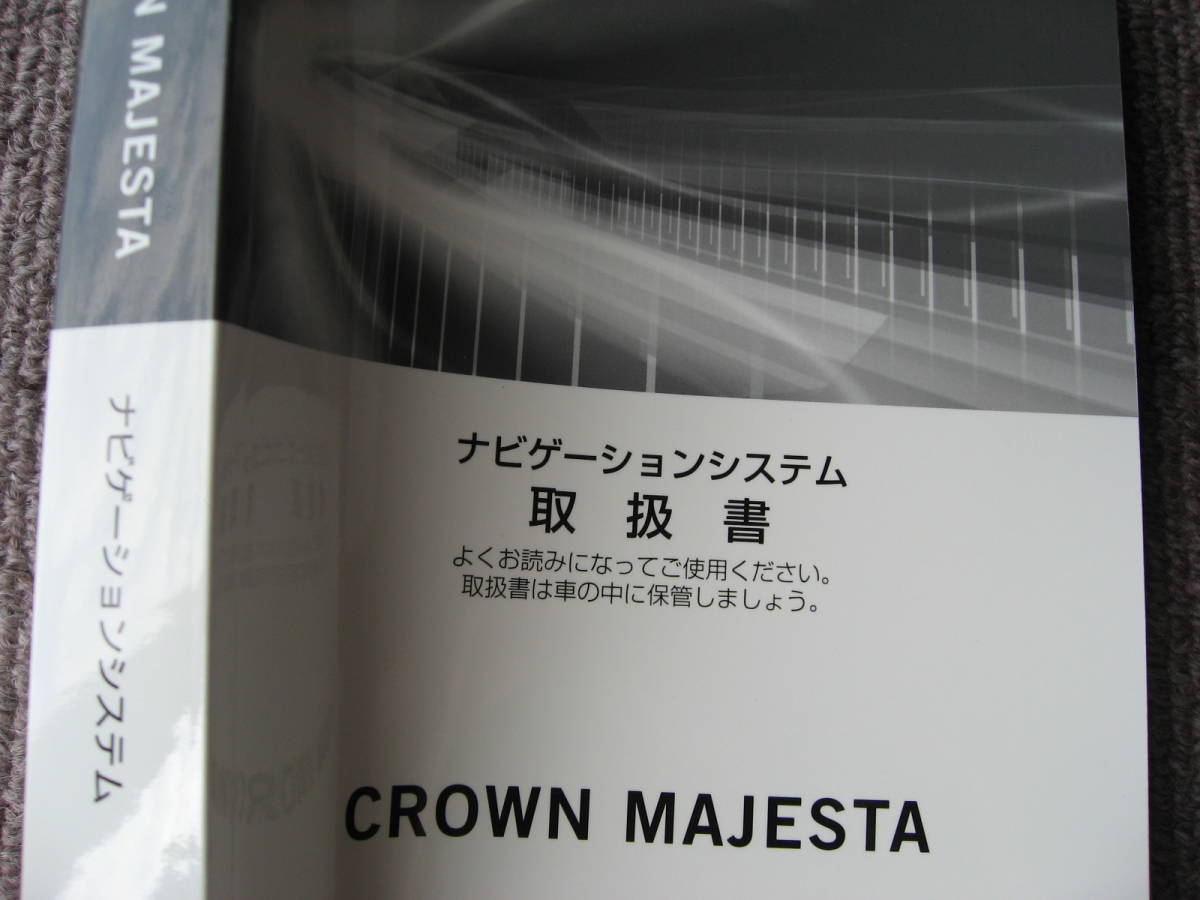 N MAJESTA
ナビゲーションシステム
ナビゲーションシステム
取扱書
よくお読みになってご使用ください。
取扱書は車の中に保管しましょう。
CROWN MAJESTA